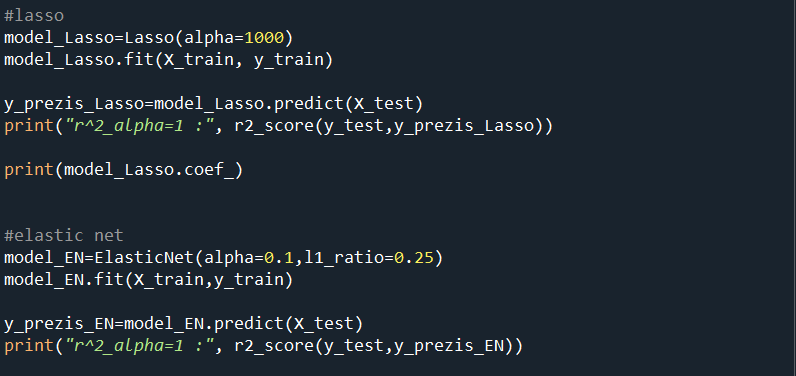 #lasso
model_Lasso=Lasso(alpha=1000)
model_Lasso.fit(X_train, y_train)
y_prezis_Lasso=model_Lasso.predict(X_test)
print("r^2_alpha=1 :", r2_score(y_test,y_prezis_Lasso))
print(model_Lasso.coef_)
#elastic net
model_EN=ElasticNet(alpha=0.1,l1_ratio=0.25)
model_EN.fit(X_train,y_train)
y_prezis_EN=model_EN.predict(X_test)
print("r^2_alpha=1 :", r2_score(y_test,y_prezis_EN))